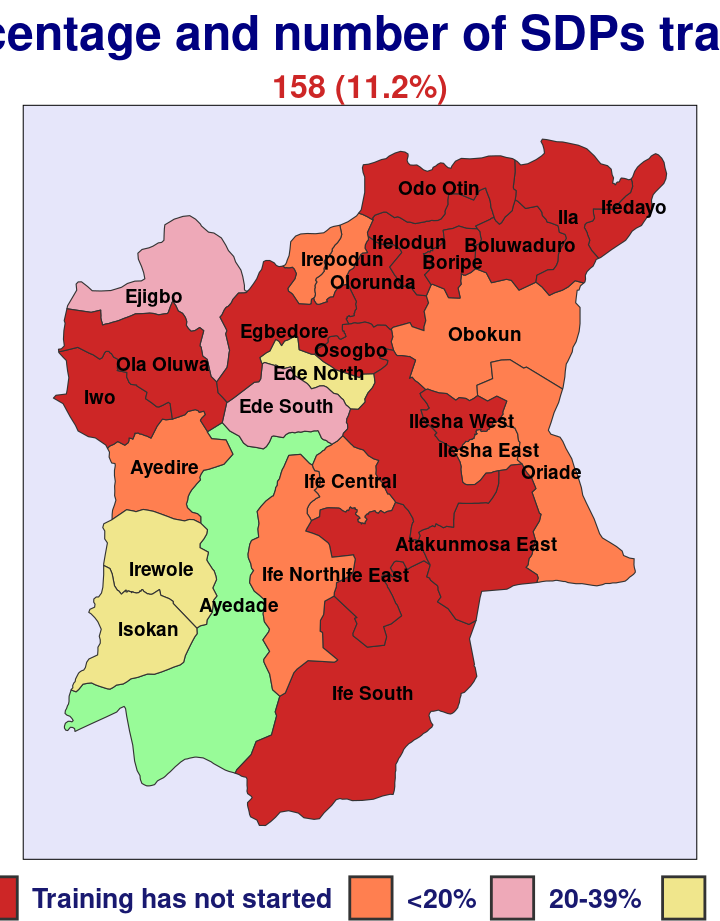 centage and number of SDPs tra
158 (11.2%)
Odo Otin
Ifedayo
Ila
Ifelodun
Boluwaduro
Irepodun
Boripe
Olorunda
Ejigbo
Egbedore
Obokun
Osogbo
Ola Oluwa
Ede North
Iwo
Ede South
Ilesha West
Ilesha East
Ayedire
Oriade
Ife Central
Atakunmosa East
Irewole
Ife North
Ife East
Ayedade
Isokan
Ife South
Training has not started <20% 20-39%